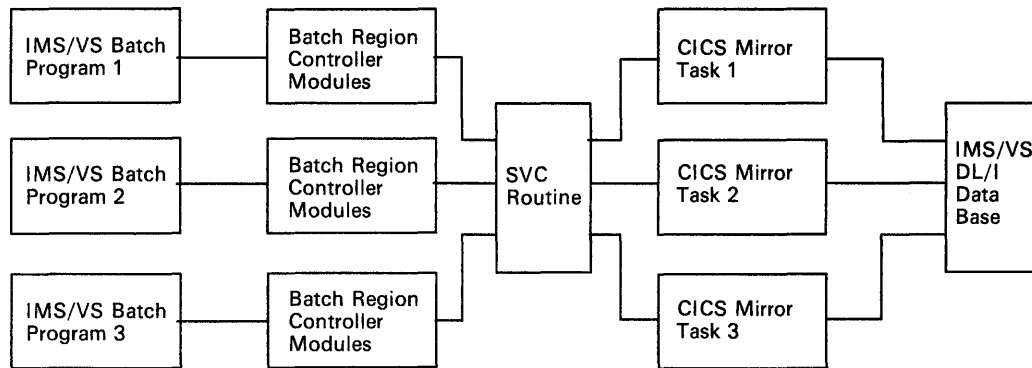 IMS/VS Batch
Program 1
Batch Region
Controller
Modules
CICS Mirror
Task 1
IMS/VS Batch
Program 2
Batch Region
Controller
Modules
SVC
Routine
CICS Mirror
Task 2
IMS/VS
DL/I
Data
Base
IMS/VS Batch
Program 3
Batch Region
Controller
Modules
CICS Mirror
Task 3